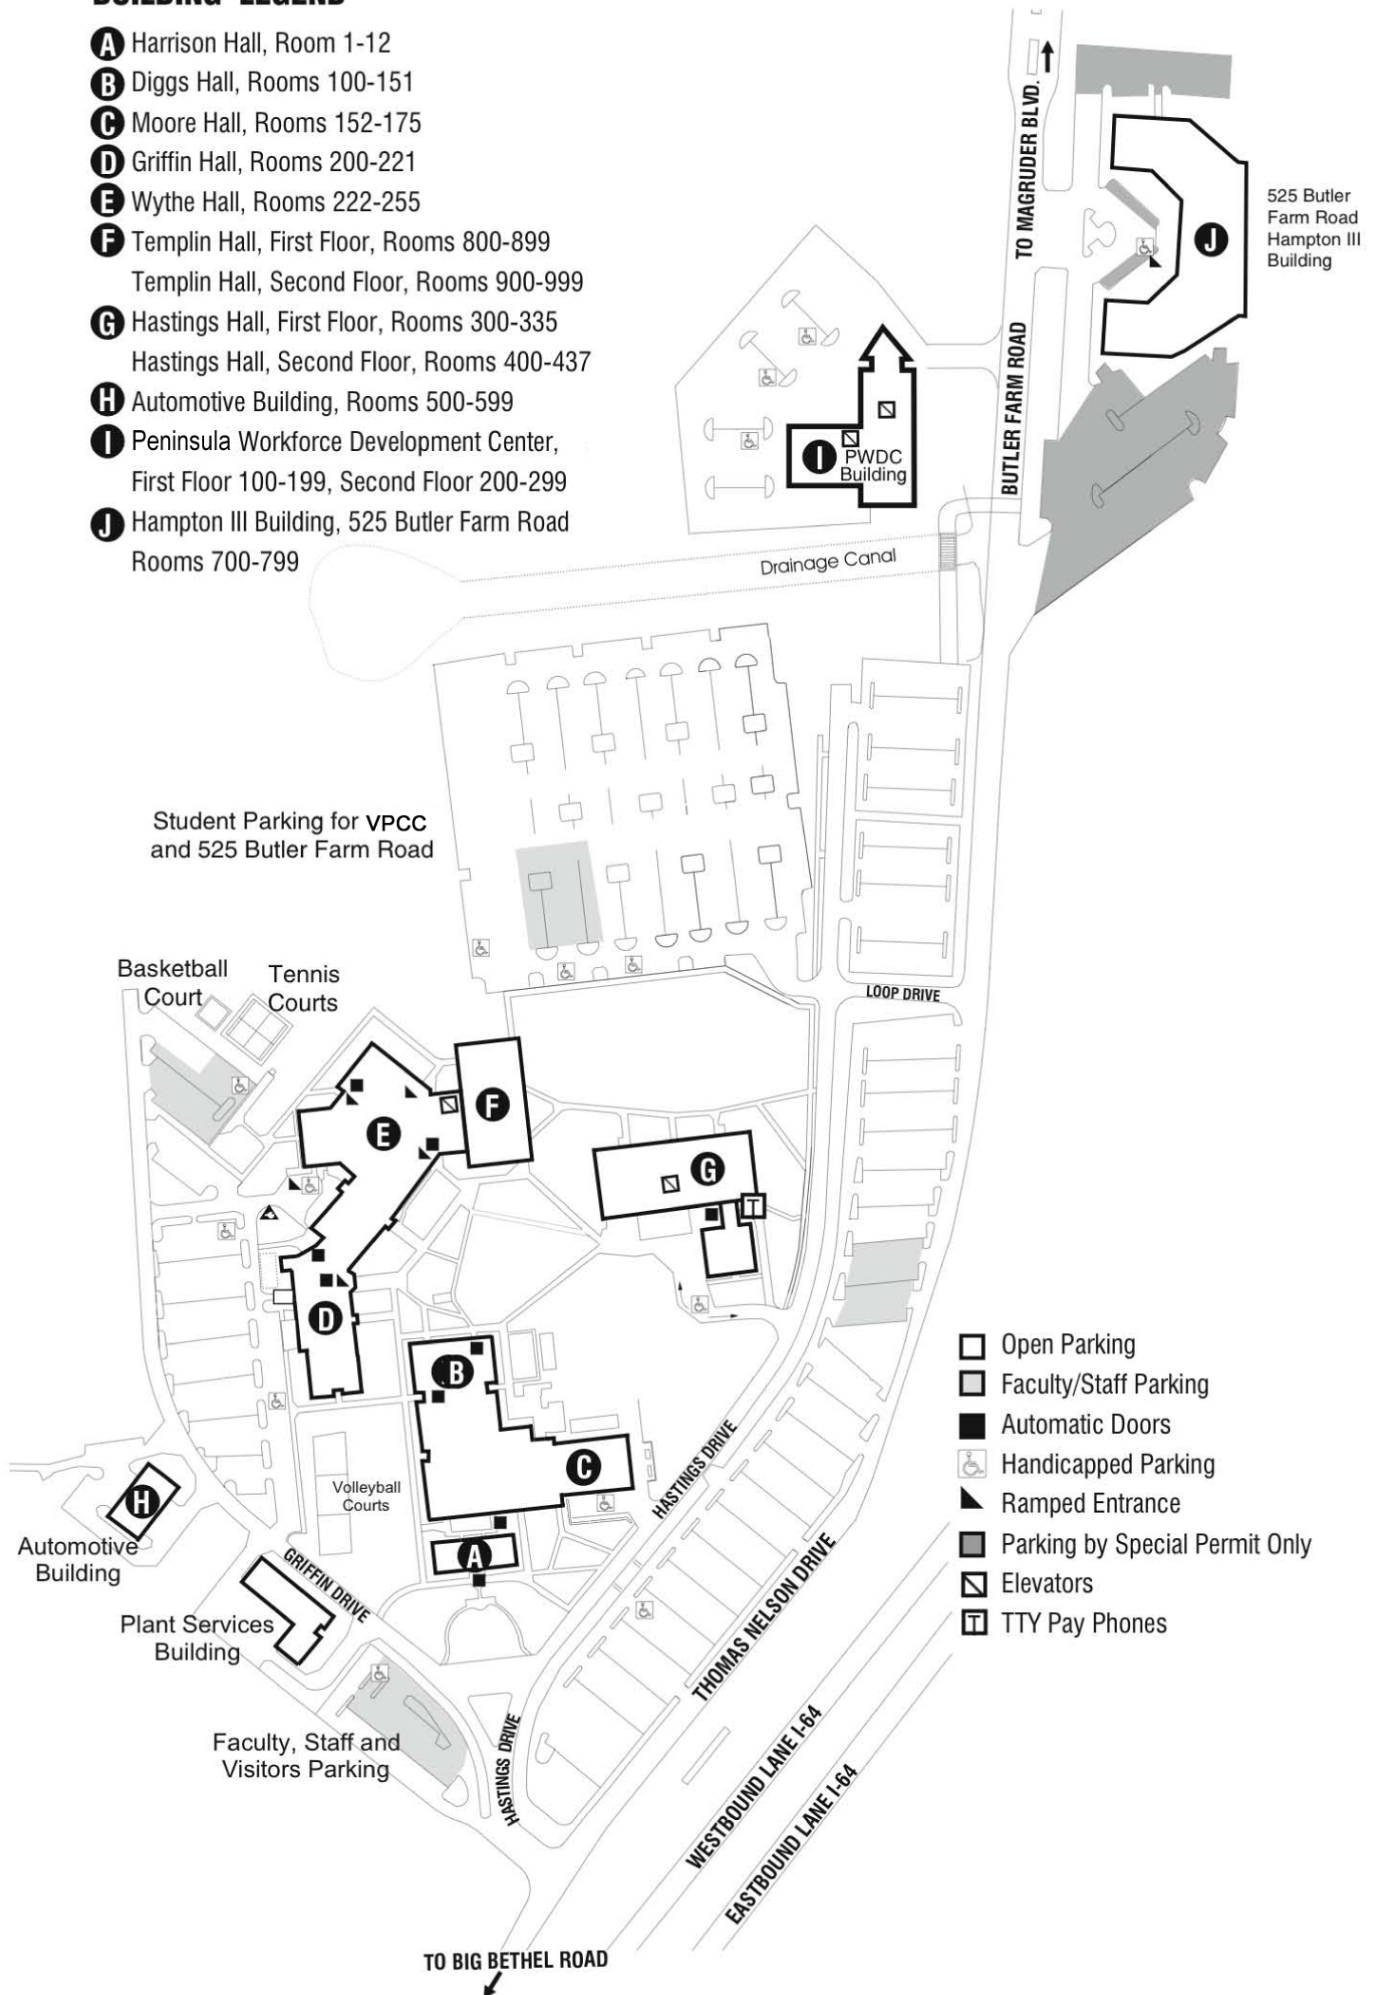 BUILDING LEGEND
A Harrison Hall, Room 1-12
B Diggs Hall, Rooms 100-151
C Moore Hall, Rooms 152-175
D Griffin Hall, Rooms 200-221
E Wythe Hall, Rooms 222-255
F Templin Hall, First Floor, Rooms 800-899
Templin Hall, Second Floor, Rooms 900-999
G Hastings Hall, First Floor, Rooms 300-335
Hastings Hall, Second Floor, Rooms 400-437
H Automotive Building, Rooms 500-599
I Peninsula Workforce Development Center,
First Floor 100-199, Second Floor 200-299
J Hampton III Building, 525 Butler Farm Road
Rooms 700-799
TO MAGRUDER BLVD.
J
525 Butler
Farm Road
Hampton III
Building
BUTLER FARM ROAD
I
PWDC
Building
Drainage Canal
Student Parking for VPCC
and 525 Butler Farm Road
Basketball
Court
Tennis
Courts
LOOP DRIVE
F
E
G
T
D
B
C
A
H
Volleyball
Courts
Automotive
Building
GRIFFIN DRIVE
Plant Services
Building
Faculty, Staff and
Visitors Parking
HASTINGS DRIVE
HASTINGS DRIVE
THOMAS NELSON DRIVE
WESTBOUND LANE I-64
EASTBOUND LANE I-64
TO BIG BETHEL ROAD
Open Parking
Faculty/Staff Parking
Automatic Doors
Handicapped Parking
Ramped Entrance
Parking by Special Permit Only
Elevators
T TTY Pay Phones